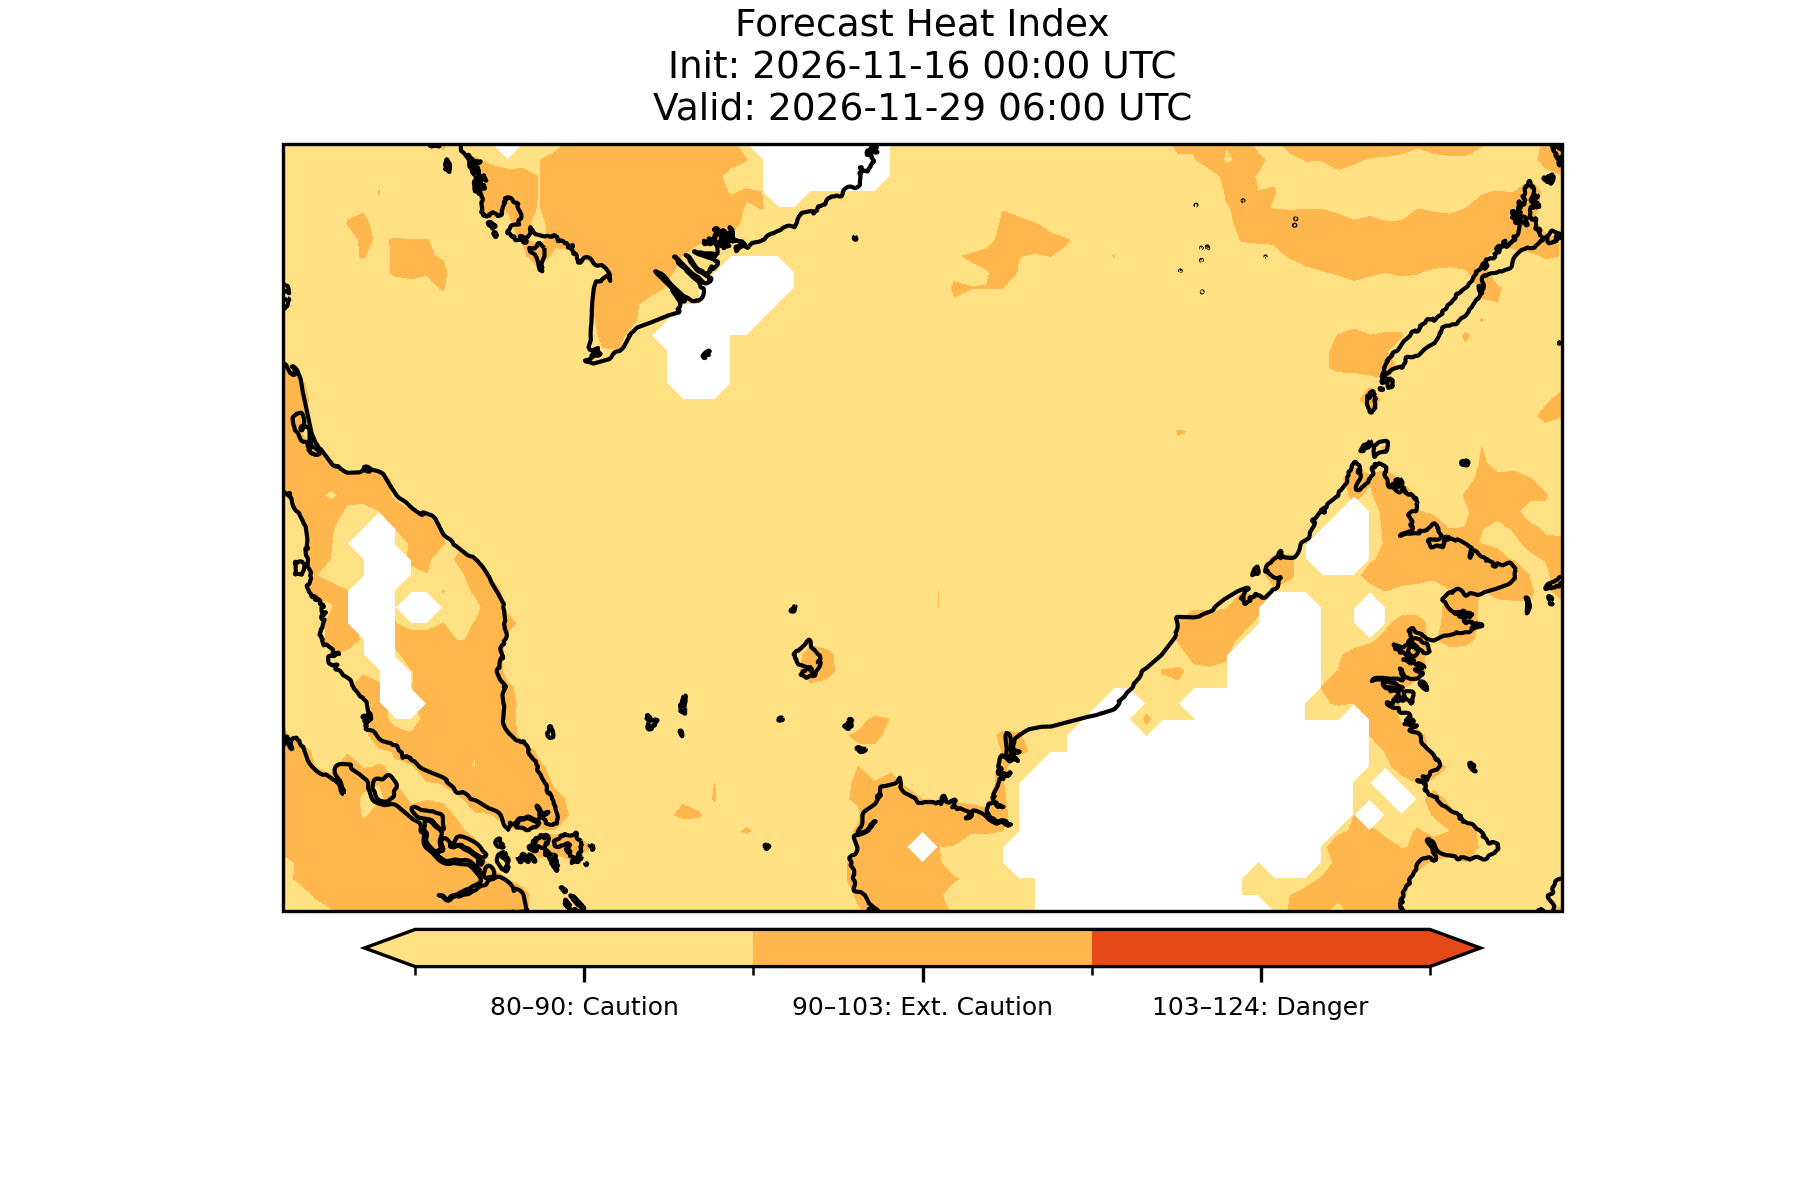 Forecast Heat Index
Init: 2026-11-16 00:00 UTC
Valid: 2026-11-29 06:00 UTC
80–90: Caution
90–103: Ext. Caution
103–124: Danger